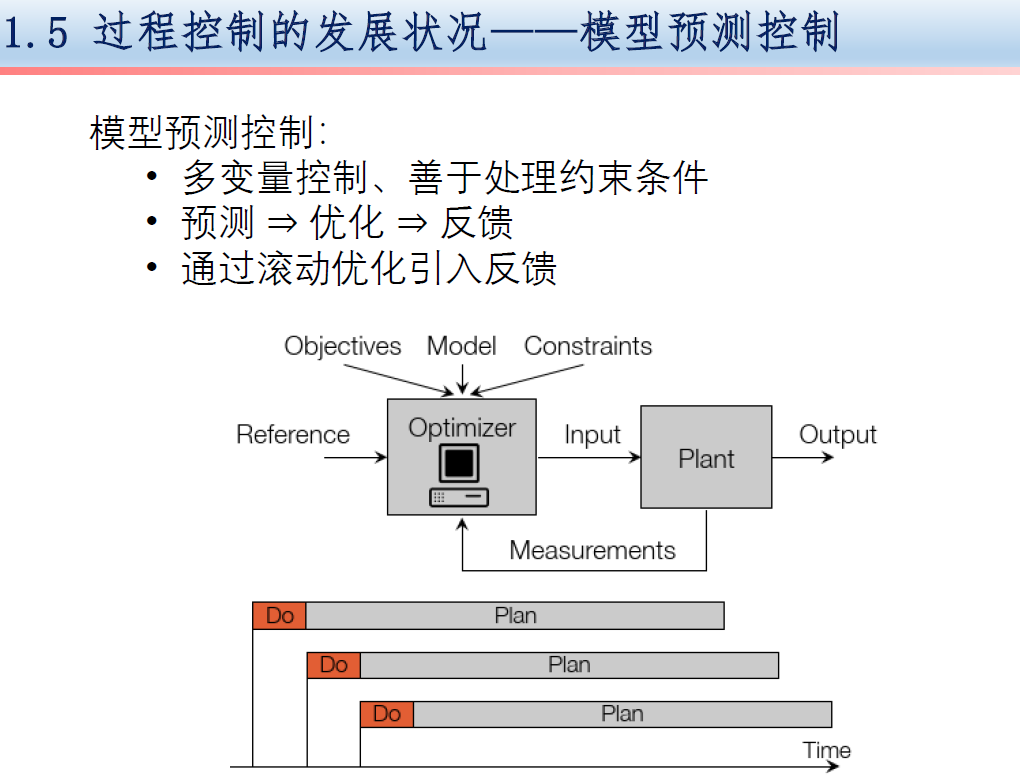 1.5 过程控制的发展状况——模型预测控制
模型预测控制：
• 多变量控制、善于处理约束条件
• 预测 ⇒ 优化 ⇒ 反馈
• 通过滚动优化引入反馈
Objectives Model Constraints
Reference
Optimizer
Input
Plant
Output
Measurements
Do Plan
Do Plan
Do Plan
Time